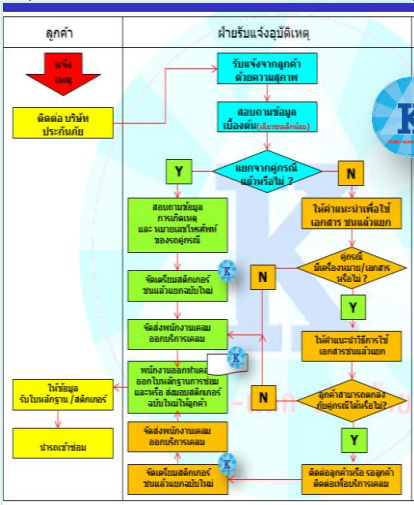 ลูกค้า
ฝ่ายรับแจ้งอุบัติเหตุ
แจ้ง
เหตุ
ติดต่อบริษัท
ประกันภัย
รับแจ้งจากลูกค้า
ด้วยความสุภาพ
สอบถามข้อมูล
เบื้องต้น
K
แยกจากคู่กรณี
แล้วหรือไม่ ?
Y
N
สอบถามข้อมูล
การเกิดเหตุ
และ หมายเลขโทรศัพท์
ของรถคู่กรณี
ให้คำแนะนำเพื่อใช้
เอกสาร ชนแล้วแยก
คู่กรณี
มีเครื่องหมาย/เอกสาร
หรือไม่ ?
K
จัดเตรียมสติกเกอร์
ชนแล้วแยกฉบับใหม่
N
Y
จัดส่งพนักงานเคลม
ออกบริการเคลม
ให้คำแนะนำวิธีการใช้
เอกสารชนแล้วแยก
K
พนักงานออกทำเคลม
ออกใบหลักฐานการซ่อม
และหรือ ส่งมอบสติกเกอร์
ฉบับใหม่ให้ลูกค้า
ให้ข้อมูล
รับใบหลักฐาน /สติกเกอร์
N
ลูกค้าสามารถตกลง
กับคู่กรณีได้หรือไม่?
จัดส่งพนักงานเคลม
ออกบริการเคลม
นำรถเข้าซ่อม
Y
K
จัดเตรียมสติกเกอร์
ชนแล้วแยกฉบับใหม่
ติดต่อลูกค้าหรือ รอลูกค้า
ติดต่อเพื่อบริการเคลม